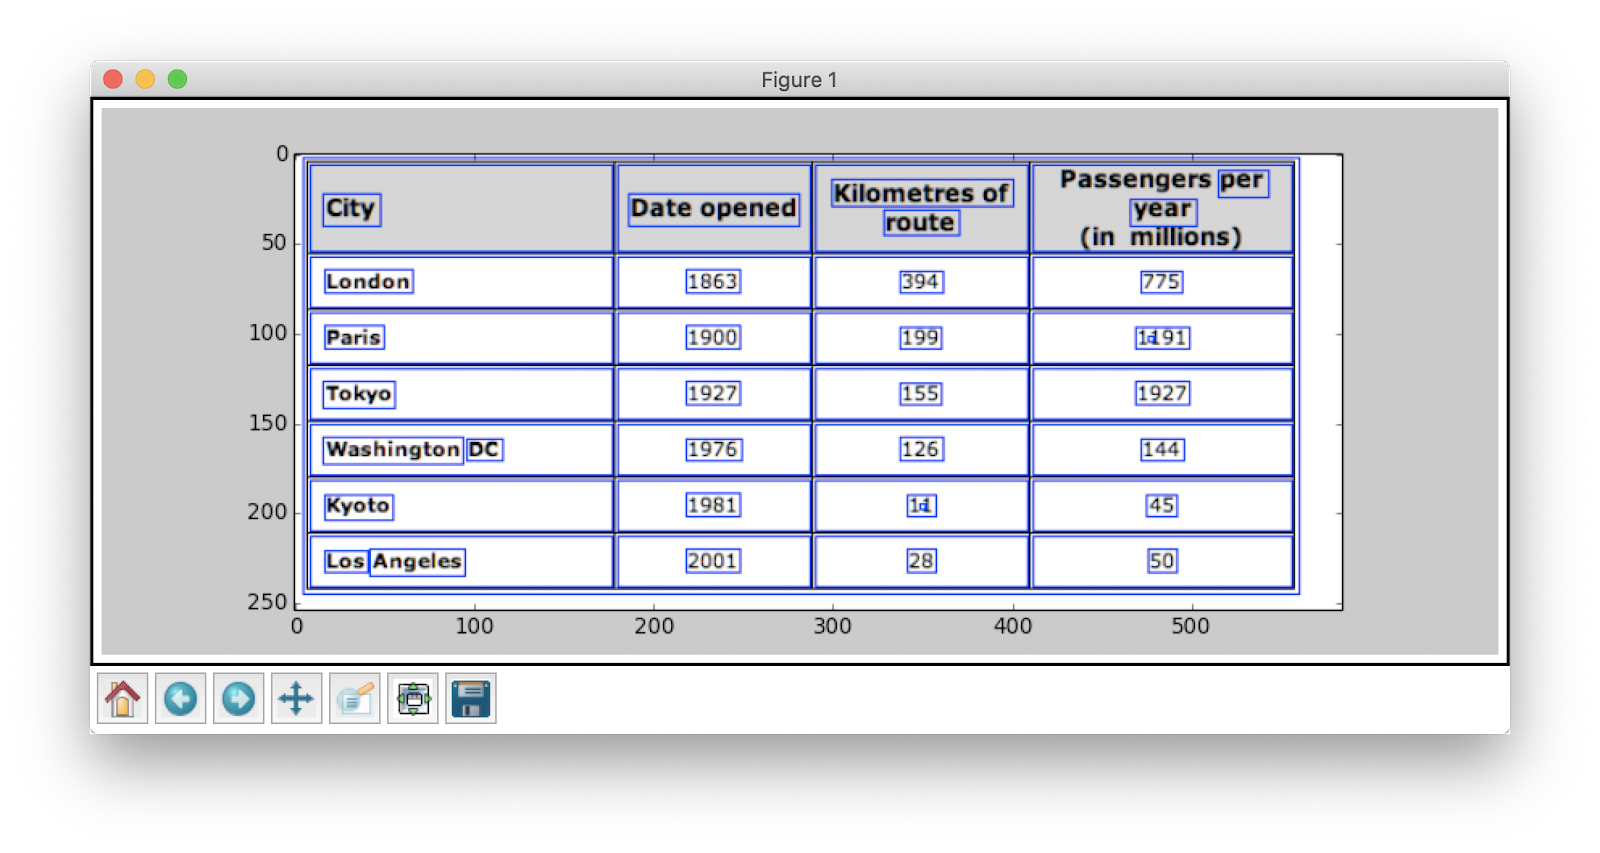 Figure 1
0
50
100
150
200
250
City Date opened Kilometres of route Passengers per year (in millions)
London 1863 394 775
Paris 1900 199 1191
Tokyo 1927 155 1927
Washington DC 1976 126 144
Kyoto 1981 11 45
Los Angeles 2001 28 50
0 100 200 300 400 500